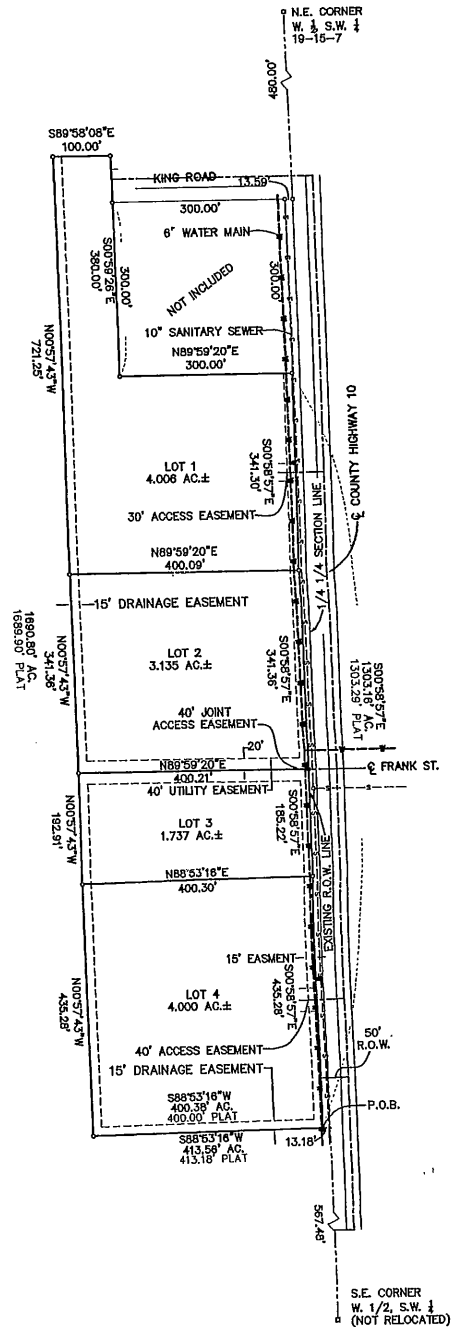 N.E. CORNER
W. ½, S.W. ¼
19-15-7
480.00'
S89°58'08"E
100.00'
KING ROAD
13.59'
300.00'
6" WATER MAIN
S00°59'26"E
380.00'
300.00'
NOT INCLUDED
300.00'
10" SANITARY SEWER
N89°59'20"E
300.00'
N00°57'43"W
721.25'
LOT 1
4.006 AC.±
S00°58'57"E
341.30'
30' ACCESS EASEMENT
1/4 1/4 SECTION LINE
℄ COUNTY HIGHWAY 10
N89°59'20"E
400.09'
15' DRAINAGE EASEMENT
1690.80' AC.
1689.90' PLAT
N00°57'43"W
341.36'
LOT 2
3.135 AC.±
S00°58'57"E
341.36'
S00°58'57"E
1303.16' AC.
1303.29' PLAT
40' JOINT
ACCESS EASEMENT
20'
N89°59'20"E
400.21'
℄ FRANK ST.
40' UTILITY EASEMENT
N00°57'43"W
192.91'
LOT 3
1.737 AC.±
S00°58'57"E
185.22'
N88°53'16"E
400.30'
EXISTING R.O.W. LINE
15' EASMENT
N00°57'43"W
435.28'
LOT 4
4.000 AC.±
S00°58'57"E
435.28'
40' ACCESS EASEMENT
50'
R.O.W.
15' DRAINAGE EASEMENT
S88°53'16"W
400.38' AC.
400.00' PLAT
P.O.B.
S88°53'16"W
413.56' AC.
413.18' PLAT
13.18'
567.48'
S.E. CORNER
W. 1/2, S.W. ¼
(NOT RELOCATED)